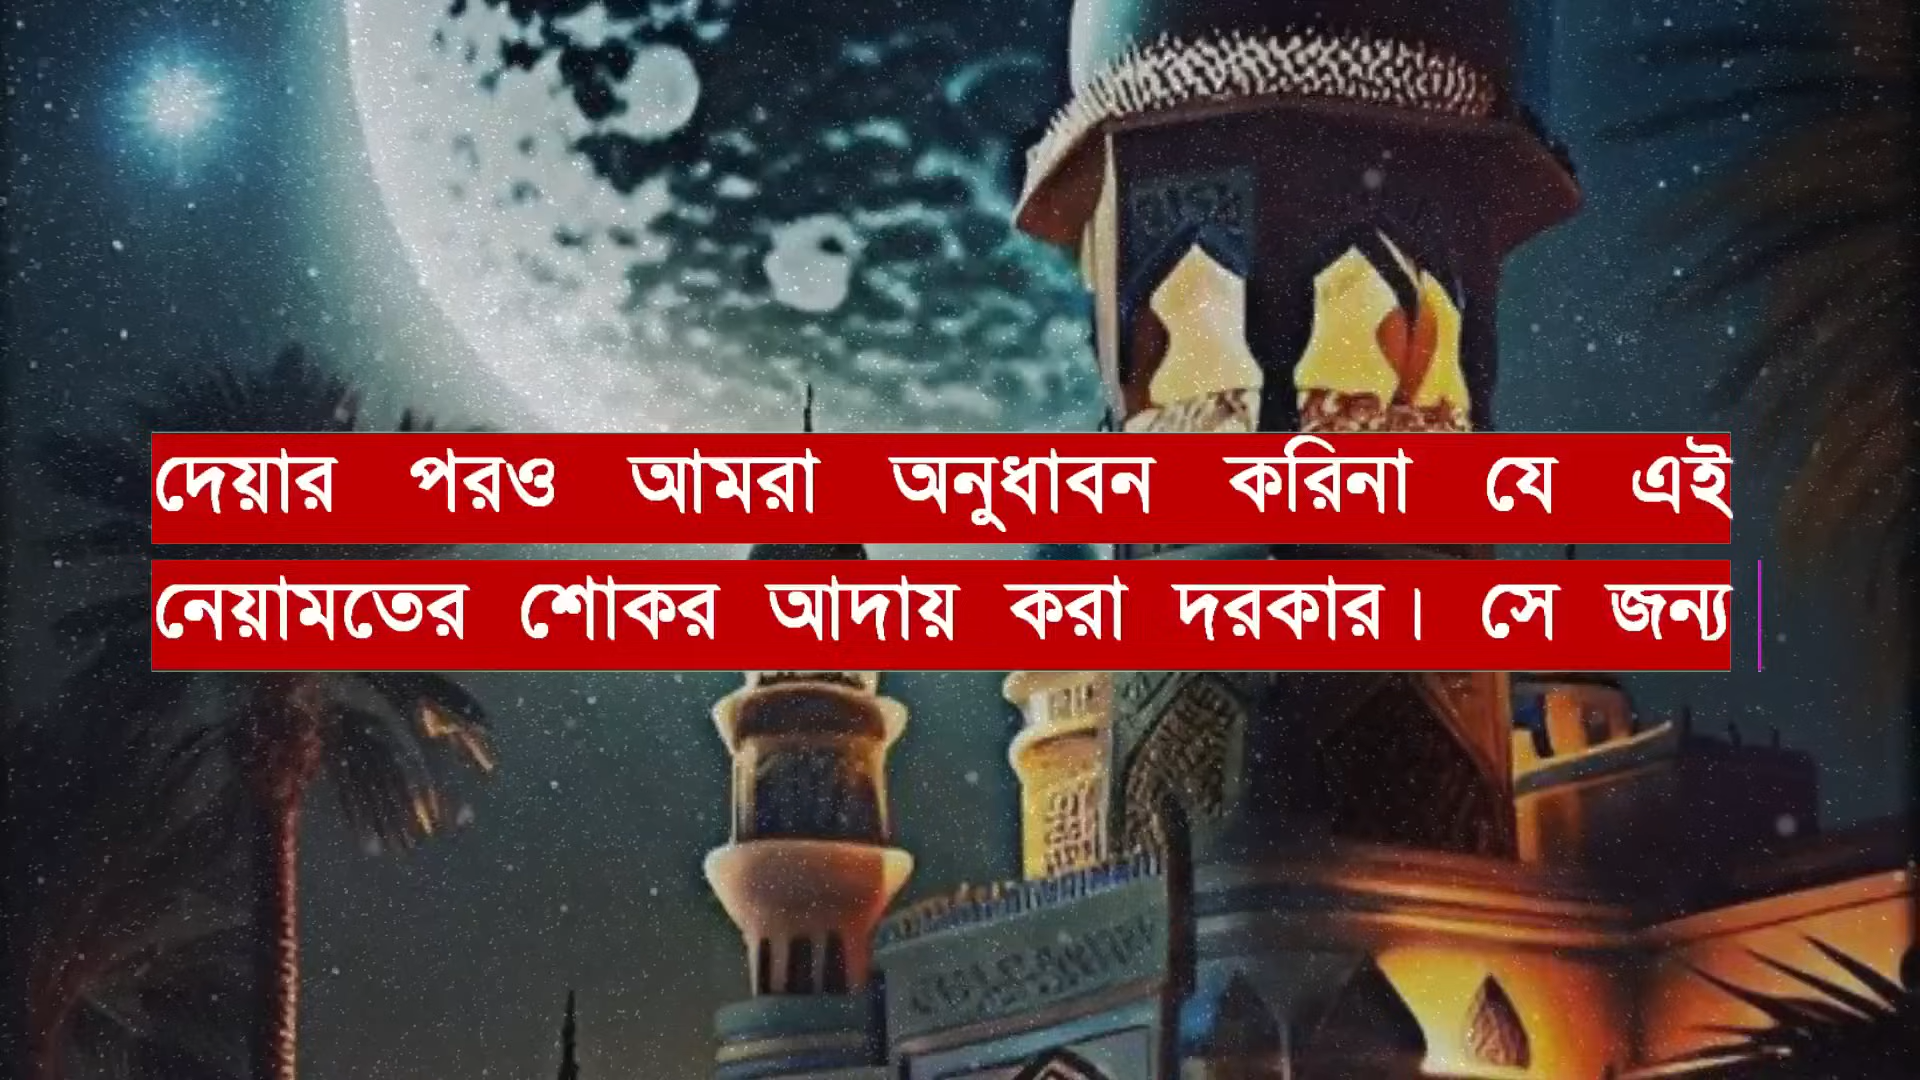 দেয়ার পরও আমরা অনুধাবন করিনা যে এই
নেয়ামতের শোকর আদায় করা দরকার। সে জন্য